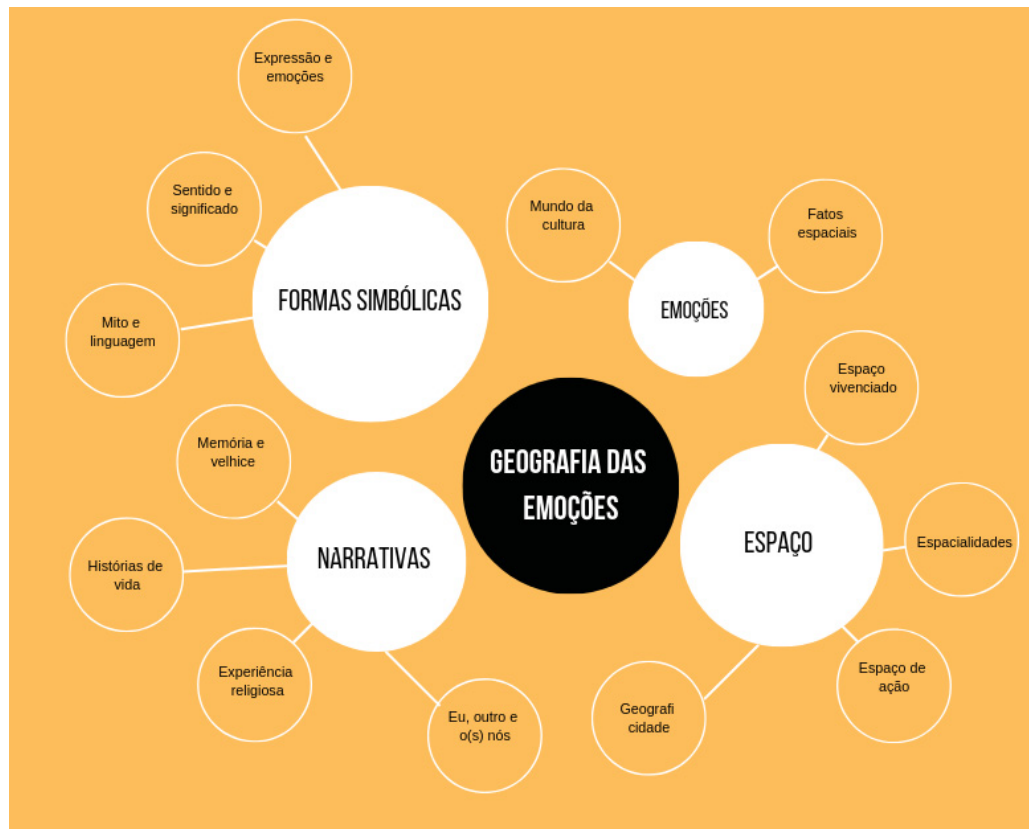 Expressão e
emoções
Sentido e
significado
Mito e
linguagem
FORMAS SIMBÓLICAS
Mundo da
cultura
Fatos
espaciais
EMOÇÕES
GEOGRAFIA DAS
EMOÇÕES
Memória e
velhice
Histórias de
vida
Experiência
religiosa
Eu, outro e
o(s) nós
NARRATIVAS
Espaço
vivenciado
Espacialidades
Espaço de
ação
Geografi
cidade
ESPAÇO